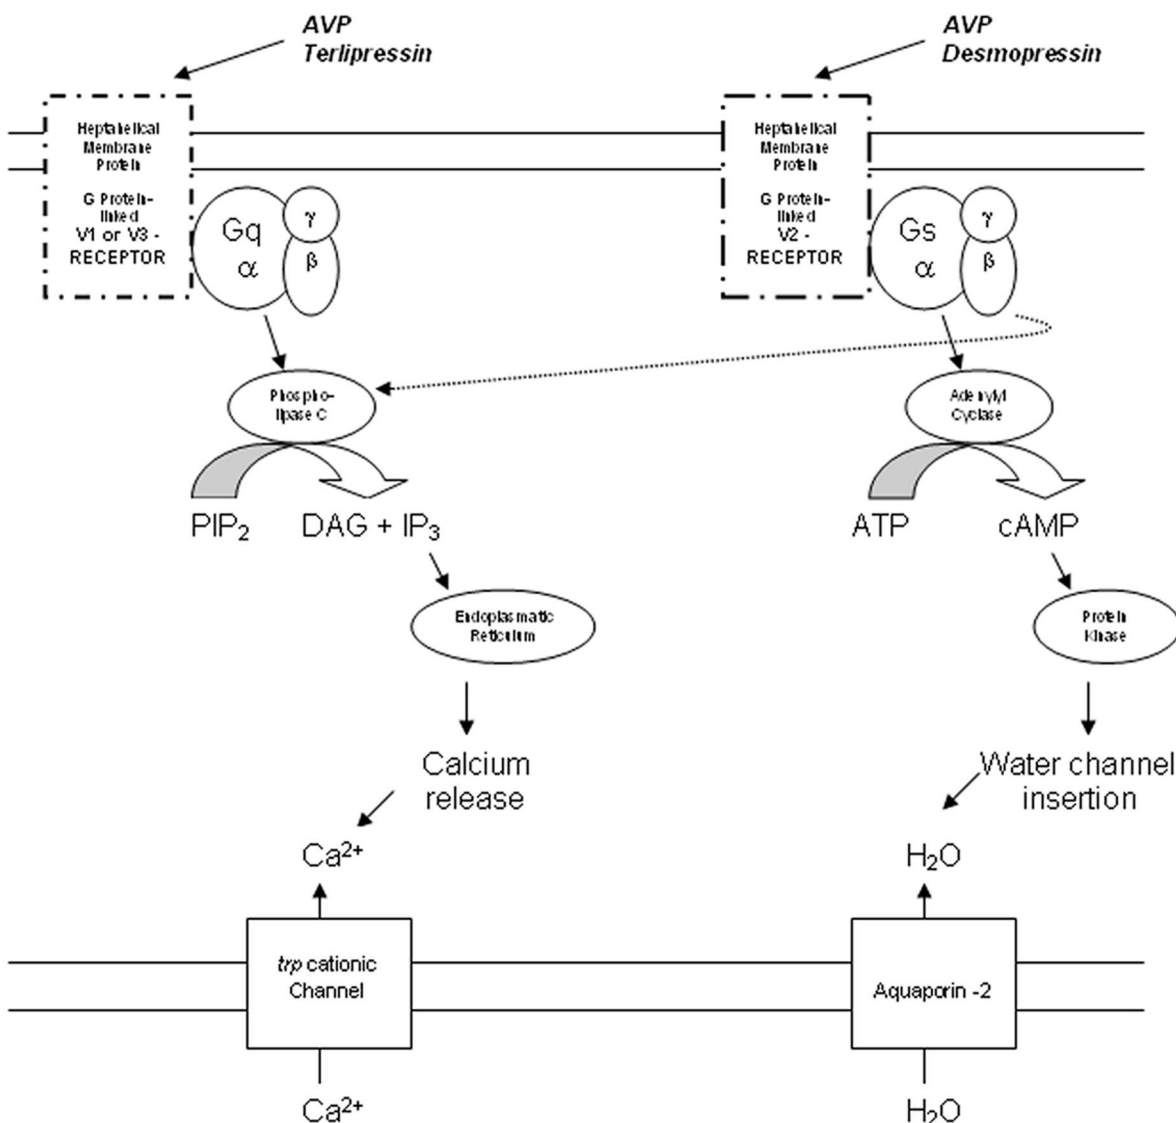 AVP
Terlipressin
AVP
Desmopressin
Heptahelical
Membrane
Protein
G Protein-
linked
V1 or V3 -
RECEPTOR
Gq
α
γ
β
Heptahelical
Membrane
Protein
G Protein-
linked
V2 -
RECEPTOR
Gs
α
γ
β
Phospho-
lipase C
Adenylyl
Cyclase
PIP₂
DAG + IP₃
ATP
cAMP
Endoplasmatic
Reticulum
Protein
Kinase
Calcium
release
Water channel
insertion
Ca²⁺
H₂O
trp cationic
Channel
Aquaporin -2
Ca²⁺
H₂O